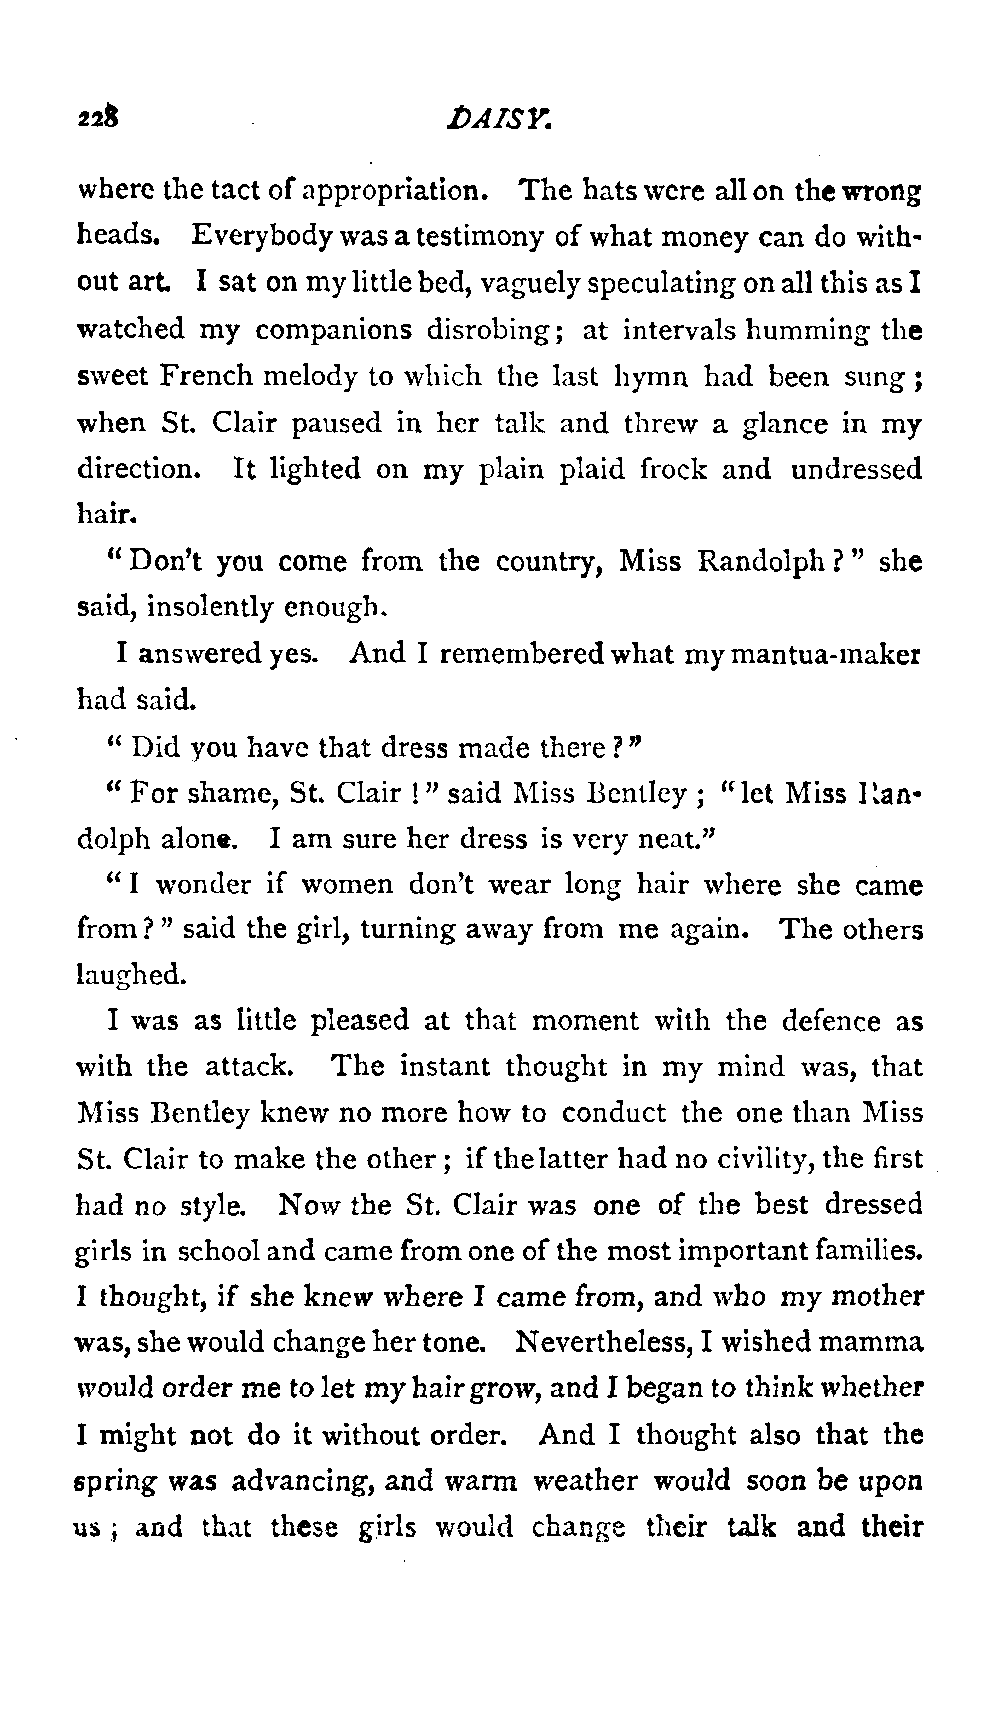 228 DAISY.
where the tact of appropriation. The hats were all on the wrong
heads. Everybody was a testimony of what money can do with-
out art. I sat on my little bed, vaguely speculating on all this as I
watched my companions disrobing; at intervals humming the
sweet French melody to which the last hymn had been sung;
when St. Clair paused in her talk and threw a glance in my
direction. It lighted on my plain plaid frock and undressed
hair.
"Don't you come from the country, Miss Randolph?" she
said, insolently enough.
I answered yes. And I remembered what my mantua-maker
had said.
"Did you have that dress made there?"
"For shame, St. Clair!" said Miss Bentley; "let Miss Ran-
dolph alone. I am sure her dress is very neat."
"I wonder if women don't wear long hair where she came
from?" said the girl, turning away from me again. The others
laughed.
I was as little pleased at that moment with the defence as
with the attack. The instant thought in my mind was, that
Miss Bentley knew no more how to conduct the one than Miss
St. Clair to make the other; if the latter had no civility, the first
had no style. Now the St. Clair was one of the best dressed
girls in school and came from one of the most important families.
I thought, if she knew where I came from, and who my mother
was, she would change her tone. Nevertheless, I wished mamma
would order me to let my hair grow, and I began to think whether
I might not do it without order. And I thought also that the
spring was advancing, and warm weather would soon be upon
us; and that these girls would change their talk and their